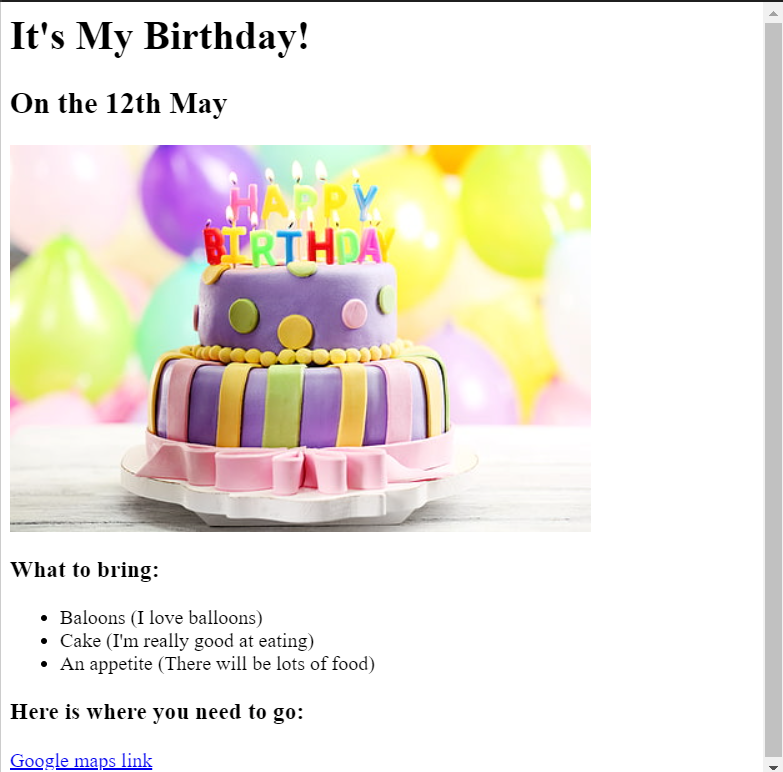 It's My Birthday!
On the 12th May
HAPPY
BIRTHDAY
What to bring:
Baloons (I love balloons)
Cake (I'm really good at eating)
An appetite (There will be lots of food)
Here is where you need to go:
Google maps link